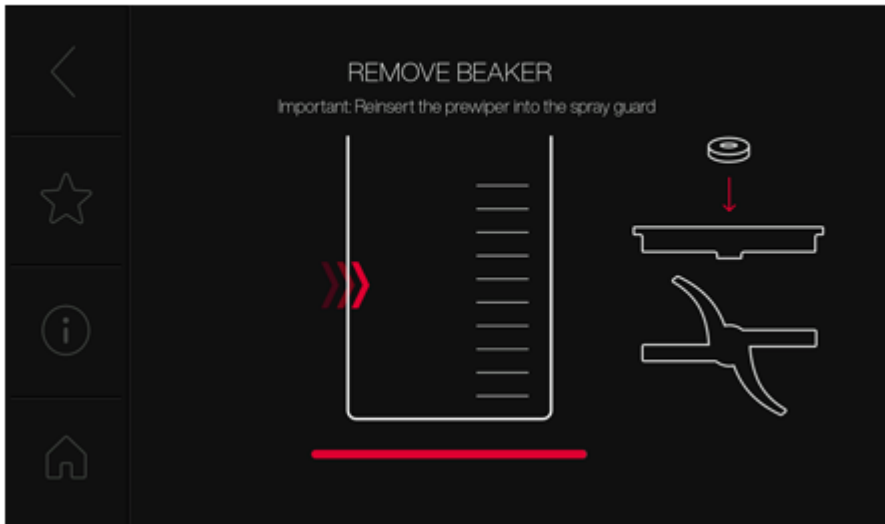 REMOVE BEAKER
Important: Reinsert the prewiper into the spray guard